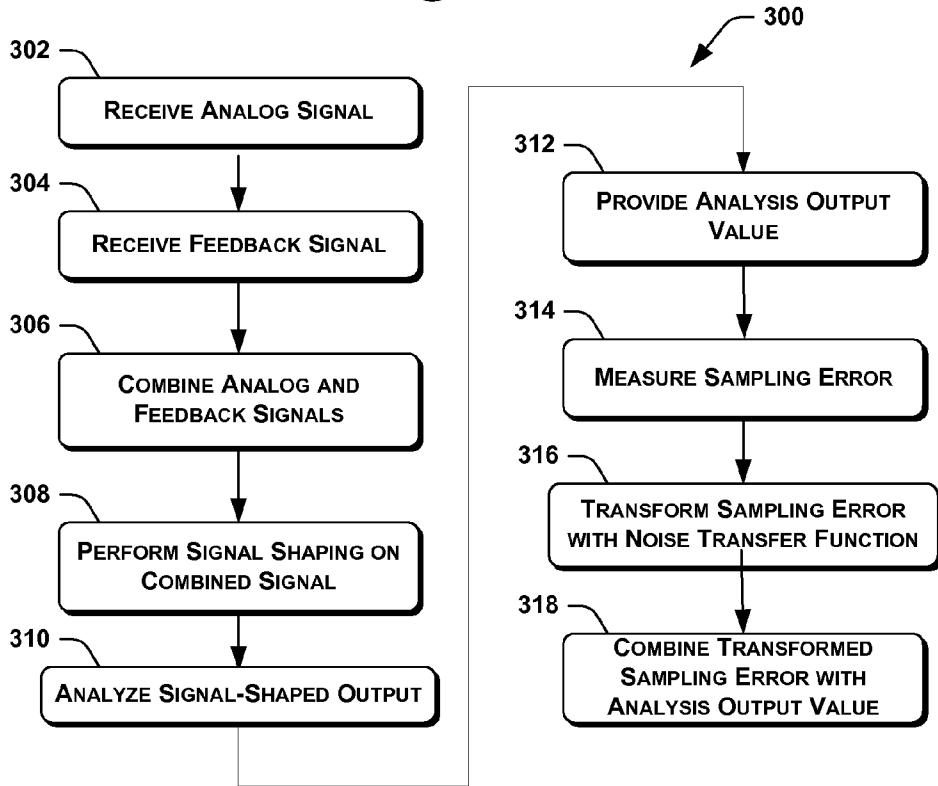 300
302
RECEIVE ANALOG SIGNAL
304
RECEIVE FEEDBACK SIGNAL
306
COMBINE ANALOG AND
FEEDBACK SIGNALS
308
PERFORM SIGNAL SHAPING ON
COMBINED SIGNAL
310
ANALYZE SIGNAL-SHAPED OUTPUT
312
PROVIDE ANALYSIS OUTPUT
VALUE
314
MEASURE SAMPLING ERROR
316
TRANSFORM SAMPLING ERROR
WITH NOISE TRANSFER FUNCTION
318
COMBINE TRANSFORMED
SAMPLING ERROR WITH
ANALYSIS OUTPUT VALUE